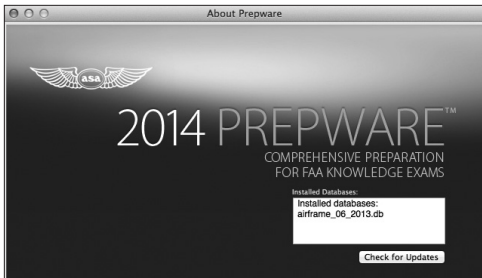 About Prepware
asa
2014 PREPWARE™
COMPREHENSIVE PREPARATION
FOR FAA KNOWLEDGE EXAMS
Installed Databases:
Installed databases:
airframe_06_2013.db
Check for Updates